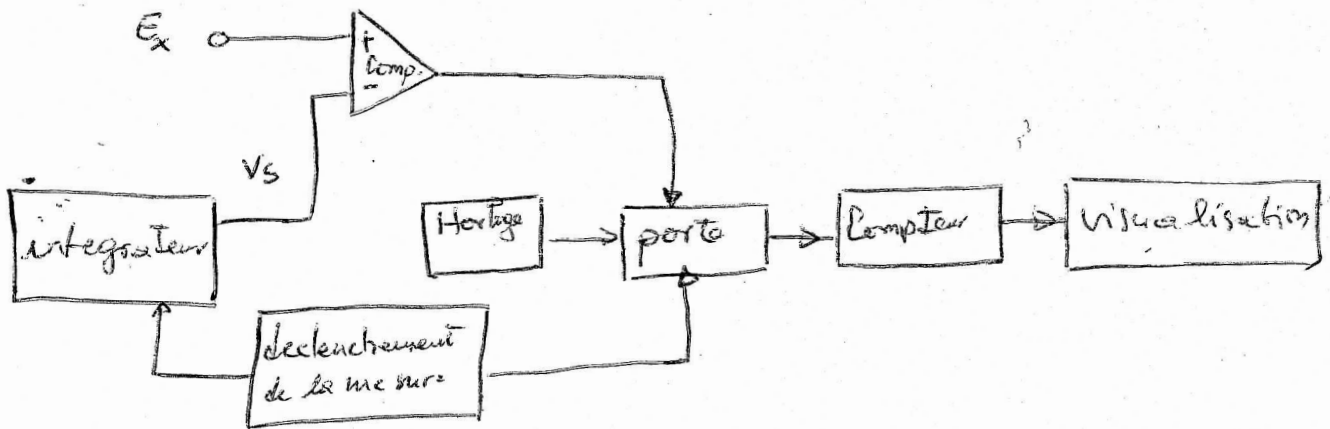 Ex
+
Comp.
-
Vs
integrateur
Horloge
porte
Compteur
visualisation
declenchement
de la mesure